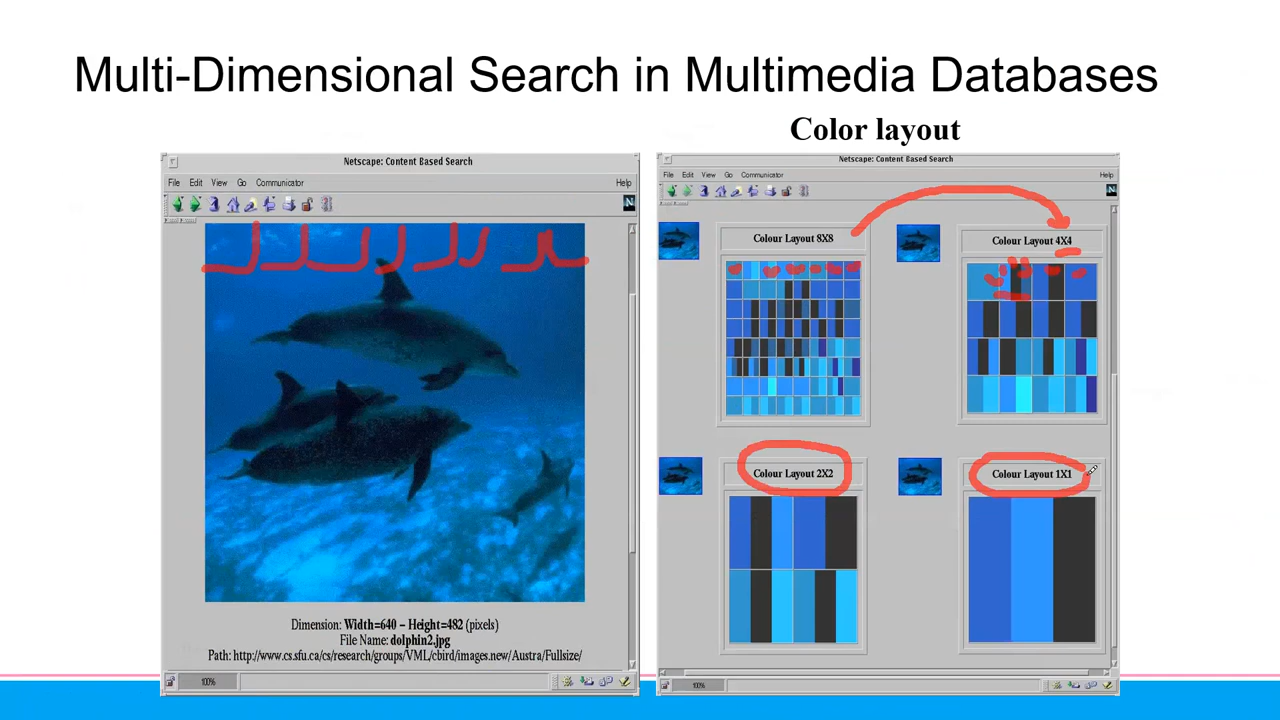 Multi-Dimensional Search in Multimedia Databases
Color layout
Netscape: Content Based Search
File Edit View Go Communicator Help
N
Dimension: Width=640 – Height=482 (pixels)
File Name: dolphin2.jpg
Path: http://www.cs.sfu.ca/cs/research/groups/VML/cbird/images.new/Austra/Fullsize/
100%
Netscape: Content Based Search
File Edit View Go Communicator Help
N
Colour Layout 8X8
Colour Layout 4X4
Colour Layout 2X2
Colour Layout 1X1
100%